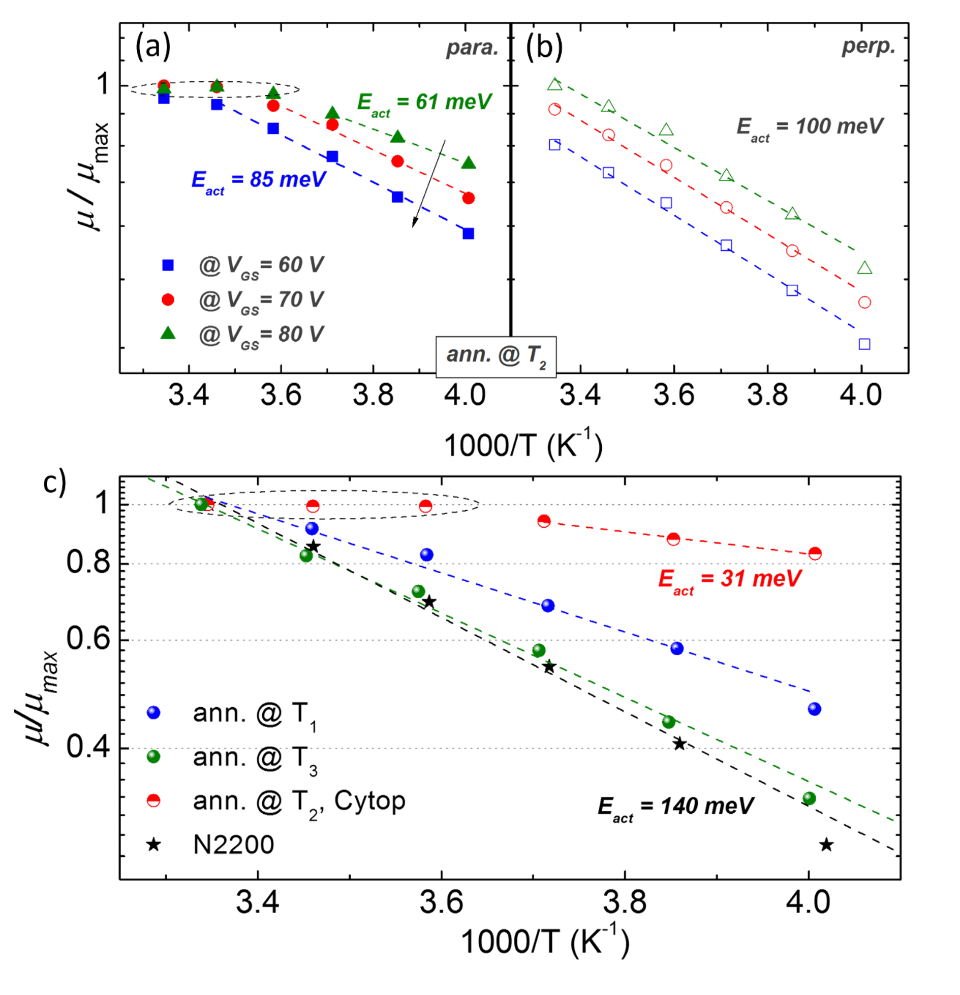 (a)
para.
(b)
perp.
1
E_act = 61 meV
E_act = 100 meV
E_act = 85 meV
μ / μ_max
@ V_GS = 60 V
@ V_GS = 70 V
@ V_GS = 80 V
ann. @ T_2
3.4 3.6 3.8 4.0 3.4 3.6 3.8 4.0
1000/T (K^-1)
c)
1
0.8
E_act = 31 meV
0.6
μ/μ_max
ann. @ T_1
0.4
ann. @ T_3
ann. @ T_2, Cytop
E_act = 140 meV
N2200
3.4 3.6 3.8 4.0
1000/T (K^-1)